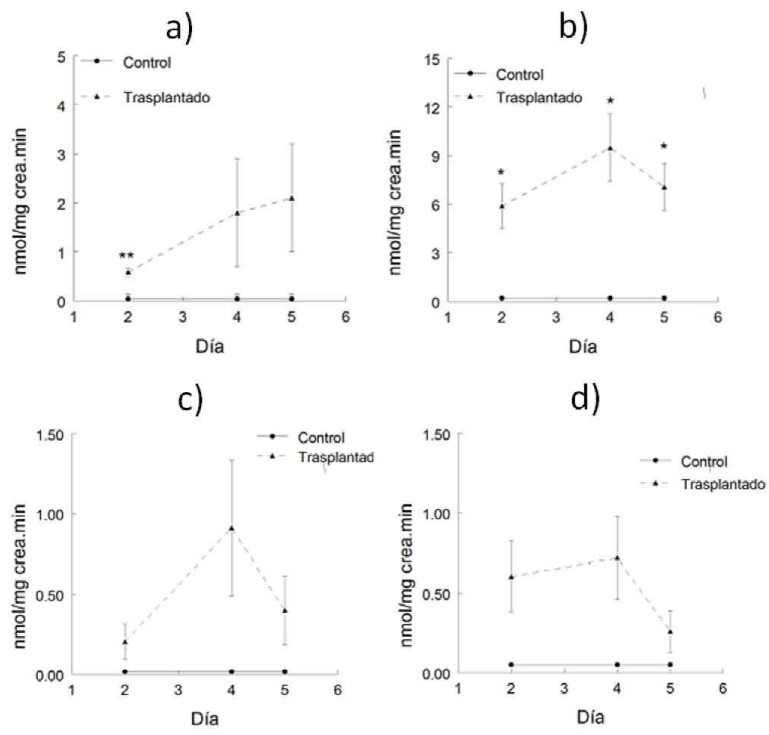 a)
5
4
3
2
1
0
Control
Trasplantado
**
nmol/mg crea.min
1 2 3 4 5 6
Día
b)
15
12
9
6
3
0
Control
Trasplantado
*
*
*
nmol/mg crea.min
1 2 3 4 5 6
Día
c)
1.50
1.00
0.50
0.00
Control
Trasplantad
nmol/mg crea.min
1 2 3 4 5 6
Día
d)
1.50
1.00
0.50
0.00
Control
Trasplantado
nmol/mg crea.min
1 2 3 4 5 6
Día